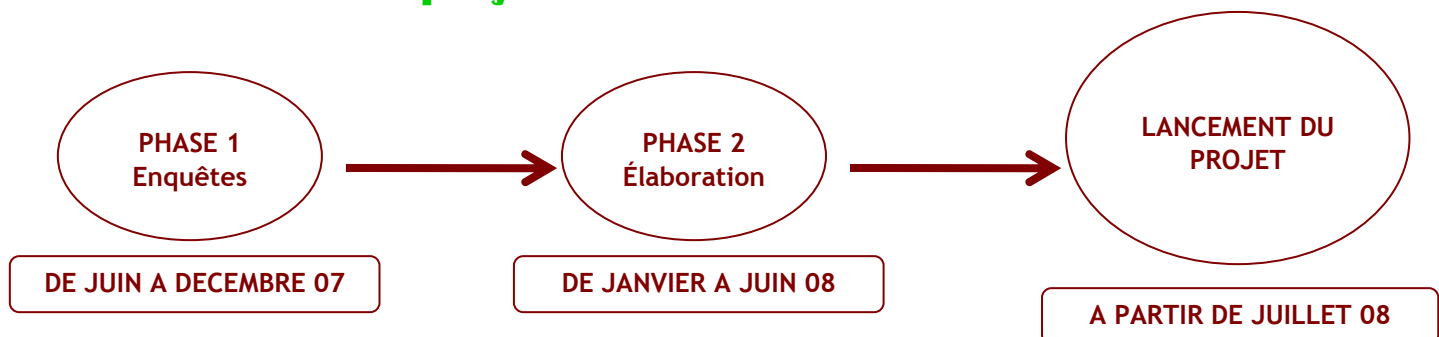 PHASE 1
Enquêtes
PHASE 2
Élaboration
LANCEMENT DU
PROJET
DE JUIN A DECEMBRE 07
DE JANVIER A JUIN 08
A PARTIR DE JUILLET 08